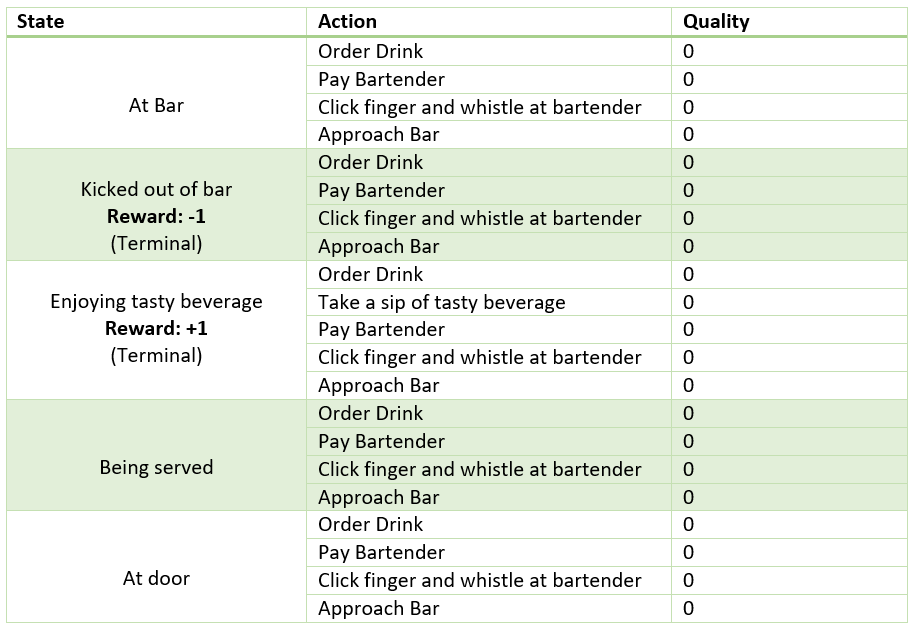 State Action Quality
At Bar
Order Drink 0
Pay Bartender 0
Click finger and whistle at bartender 0
Approach Bar 0
Kicked out of bar
Reward: -1
(Terminal)
Order Drink 0
Pay Bartender 0
Click finger and whistle at bartender 0
Approach Bar 0
Enjoying tasty beverage
Reward: +1
(Terminal)
Order Drink 0
Take a sip of tasty beverage 0
Pay Bartender 0
Click finger and whistle at bartender 0
Approach Bar 0
Being served
Order Drink 0
Pay Bartender 0
Click finger and whistle at bartender 0
Approach Bar 0
At door
Order Drink 0
Pay Bartender 0
Click finger and whistle at bartender 0
Approach Bar 0